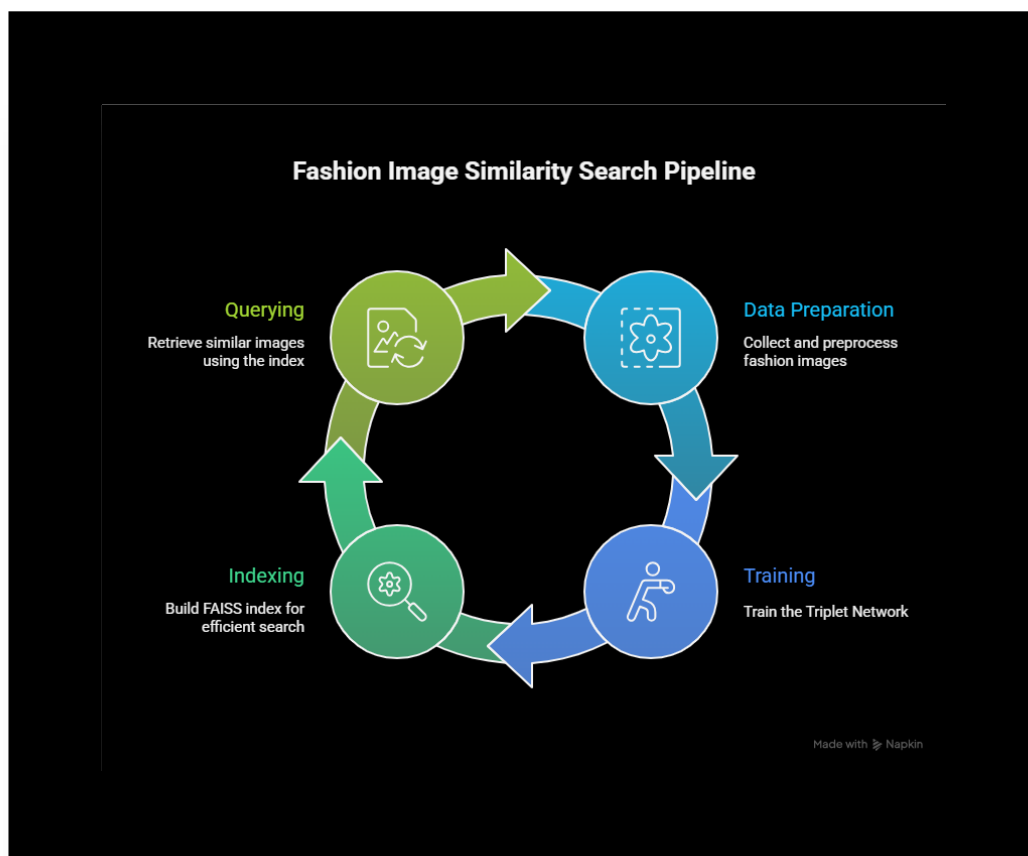 Fashion Image Similarity Search Pipeline
Querying
Retrieve similar images
using the index
Data Preparation
Collect and preprocess
fashion images
Indexing
Build FAISS index for
efficient search
Training
Train the Triplet Network
Made with Napkin